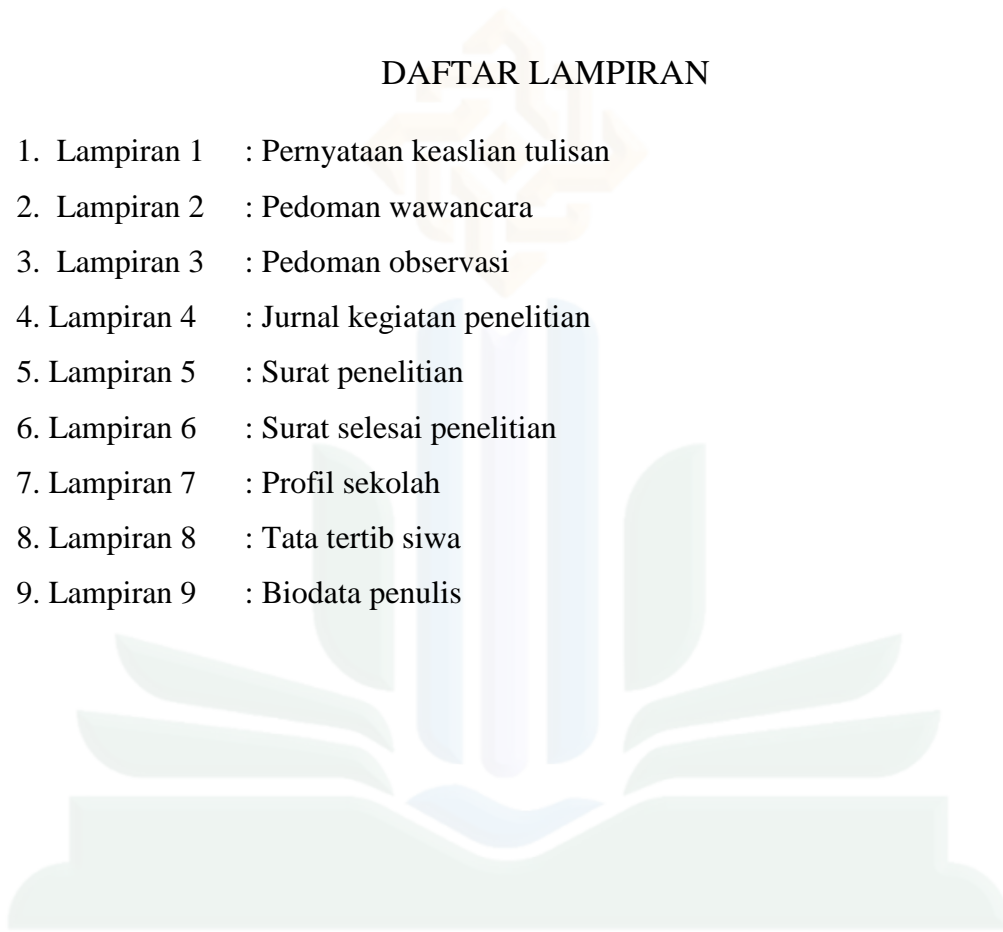 DAFTAR LAMPIRAN
1. Lampiran 1 : Pernyataan keaslian tulisan
2. Lampiran 2 : Pedoman wawancara
3. Lampiran 3 : Pedoman observasi
4. Lampiran 4 : Jurnal kegiatan penelitian
5. Lampiran 5 : Surat penelitian
6. Lampiran 6 : Surat selesai penelitian
7. Lampiran 7 : Profil sekolah
8. Lampiran 8 : Tata tertib siwa
9. Lampiran 9 : Biodata penulis